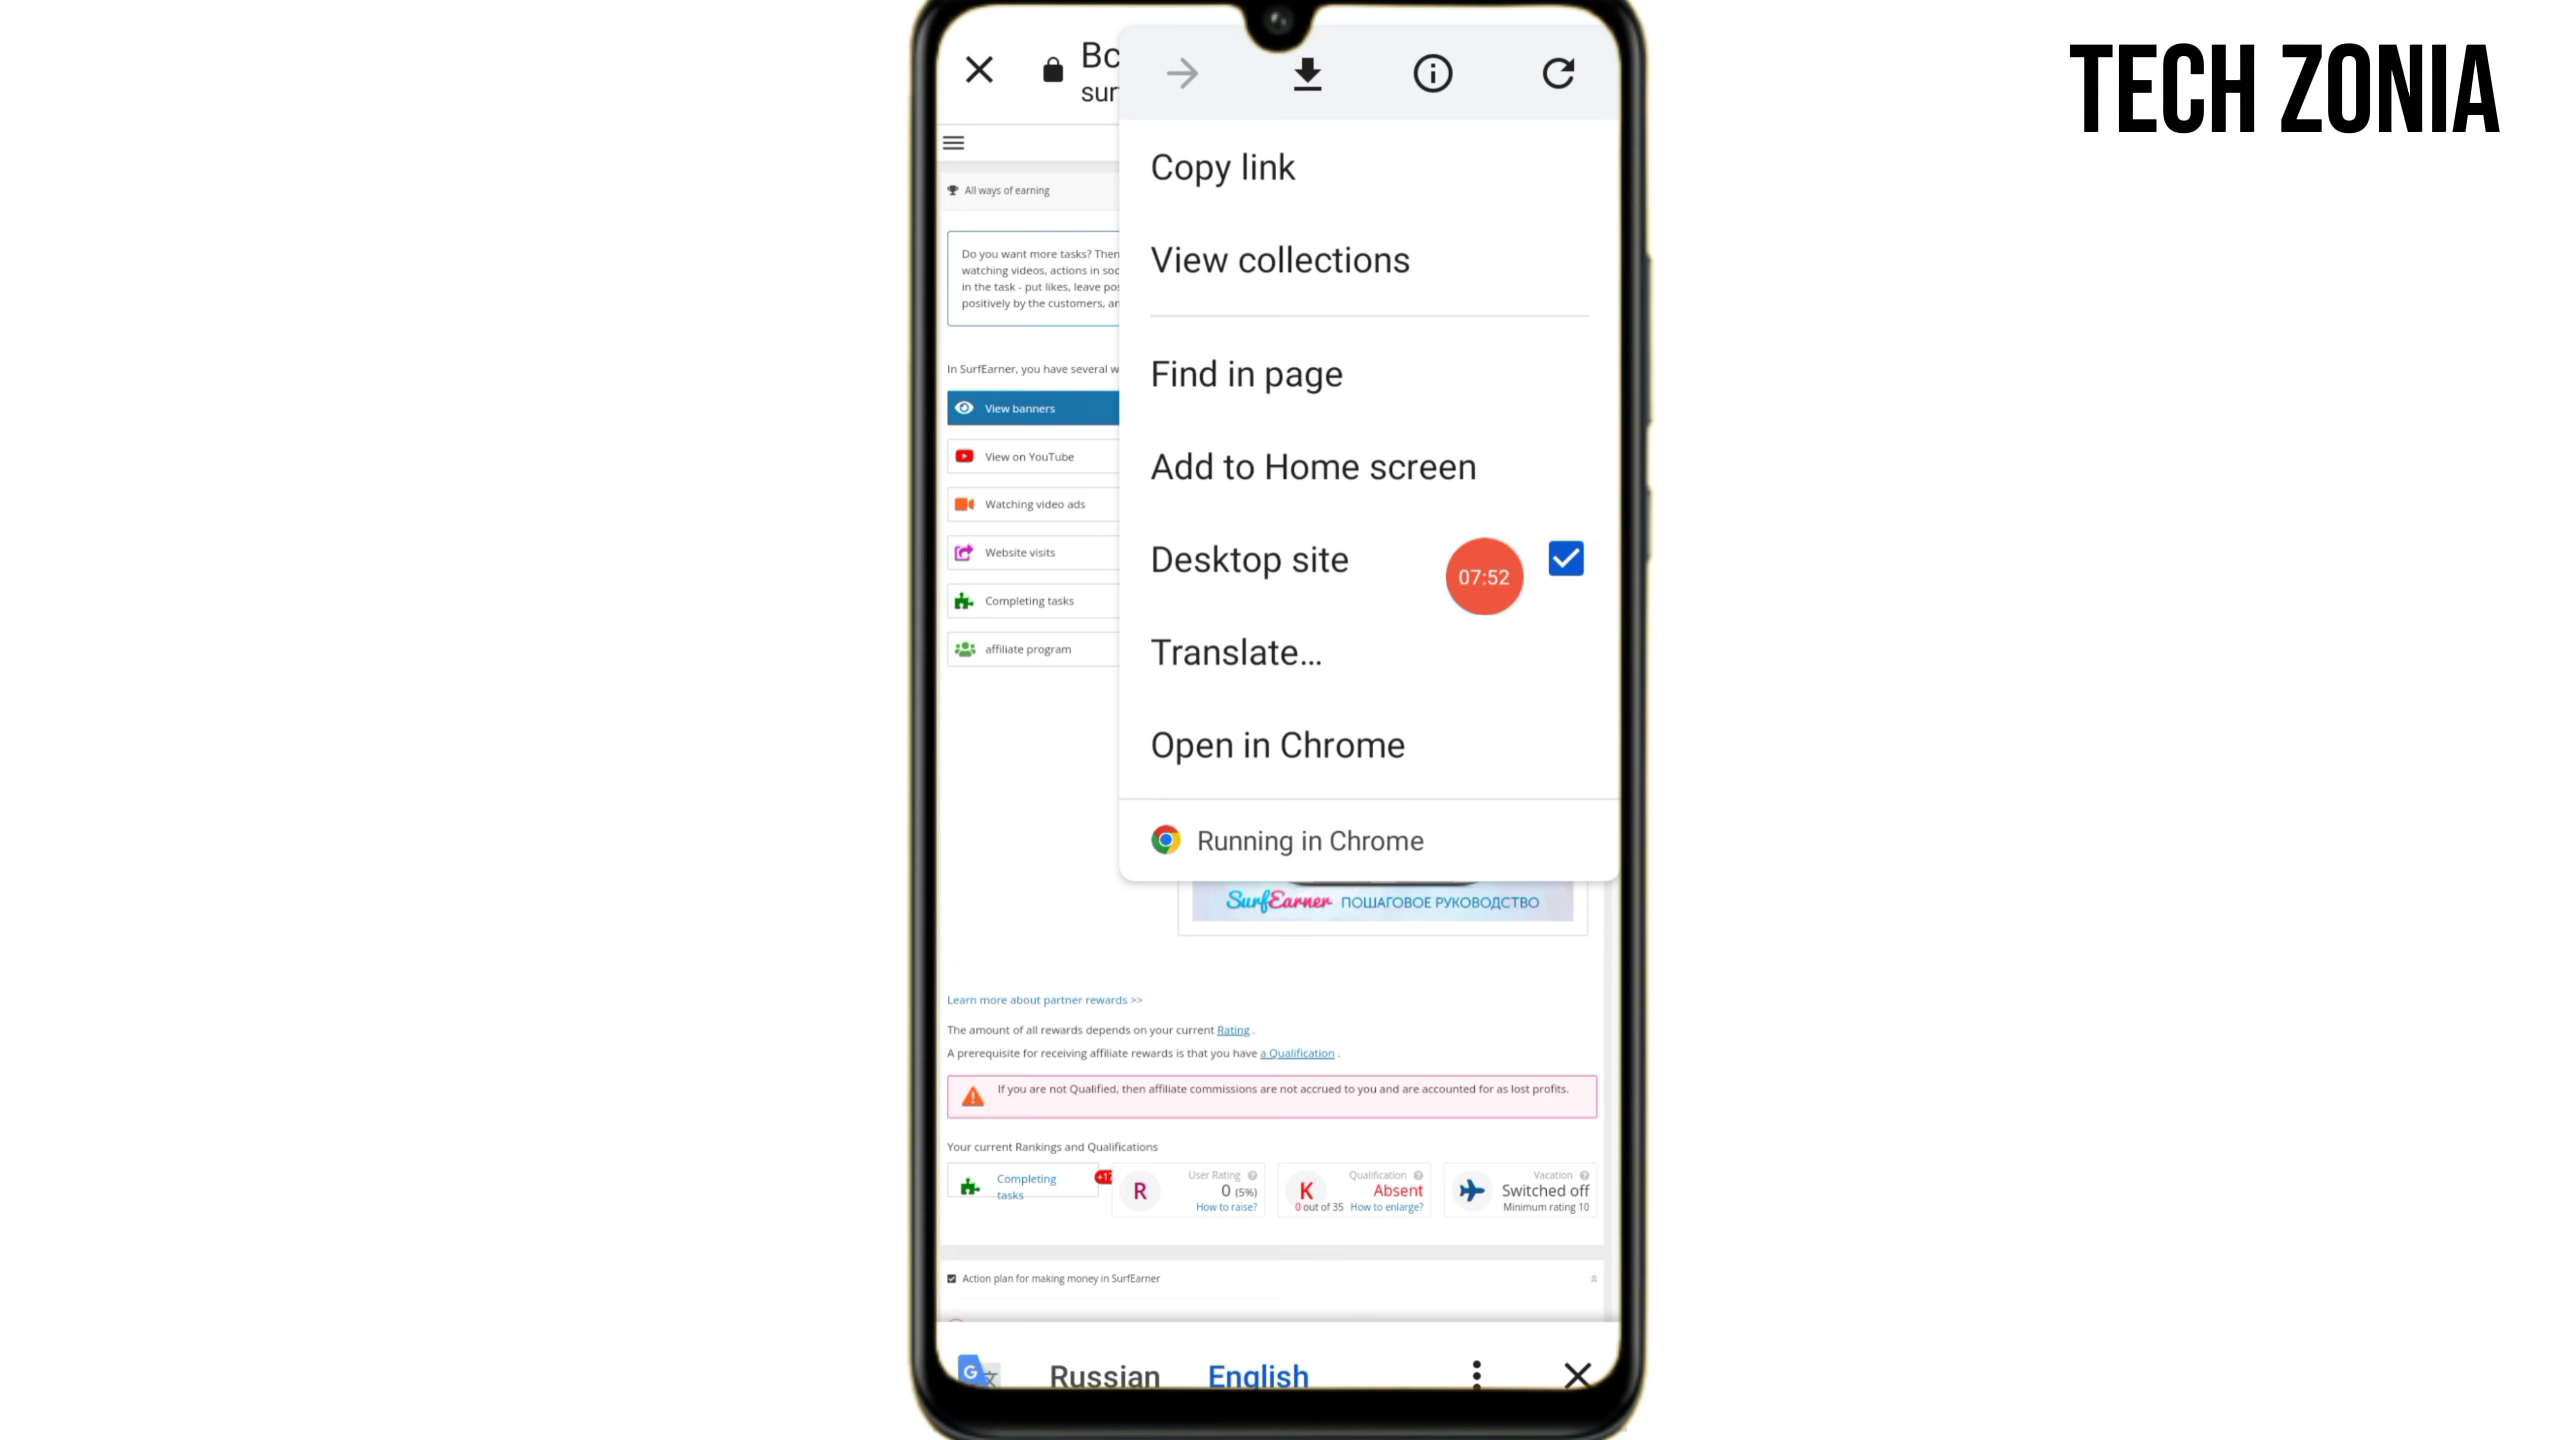 TECH ZONIA
Вс
sur
All ways of earning
Do you want more tasks? Then
watching videos, actions in soc
in the task - put likes, leave pos
positively by the customers, an
In SurfEarner, you have several w
View banners
View on YouTube
Watching video ads
Website visits
Completing tasks
affiliate program
Copy link
View collections
Find in page
Add to Home screen
Desktop site
07:52
Translate...
Open in Chrome
Running in Chrome
SurfEarner ПОШАГОВОЕ РУКОВОДСТВО
Learn more about partner rewards >>
The amount of all rewards depends on your current Rating .
A prerequisite for receiving affiliate rewards is that you have a Qualification .
If you are not Qualified, then affiliate commissions are not accrued to you and are accounted for as lost profits.
Your current Rankings and Qualifications
Completing
tasks
R
User Rating
0 (5%)
How to raise?
K
Qualification
Absent
0 out of 35 How to enlarge?
Vacation
Switched off
Minimum rating 10
Action plan for making money in SurfEarner
Russian English